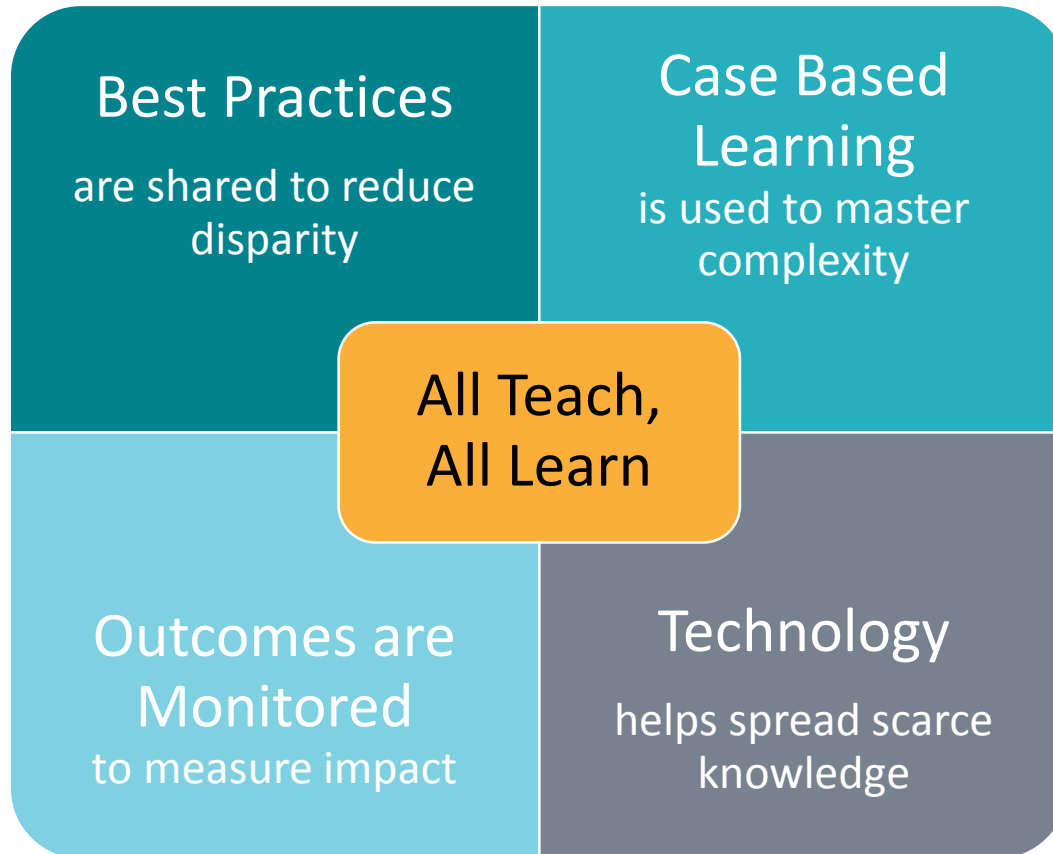 Best Practices
are shared to reduce
disparity
Case Based
Learning
is used to master
complexity
All Teach,
All Learn
Outcomes are
Monitored
to measure impact
Technology
helps spread scarce
knowledge